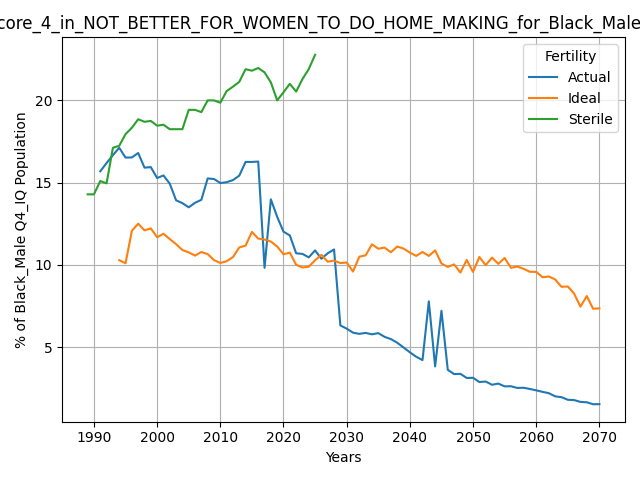 core_4_in_NOT_BETTER_FOR_WOMEN_TO_DO_HOME_MAKING_for_Black_Male
Fertility
Actual
Ideal
Sterile
% of Black_Male Q4_IQ Population
20
15
10
5
1990 2000 2010 2020 2030 2040 2050 2060 2070
Years